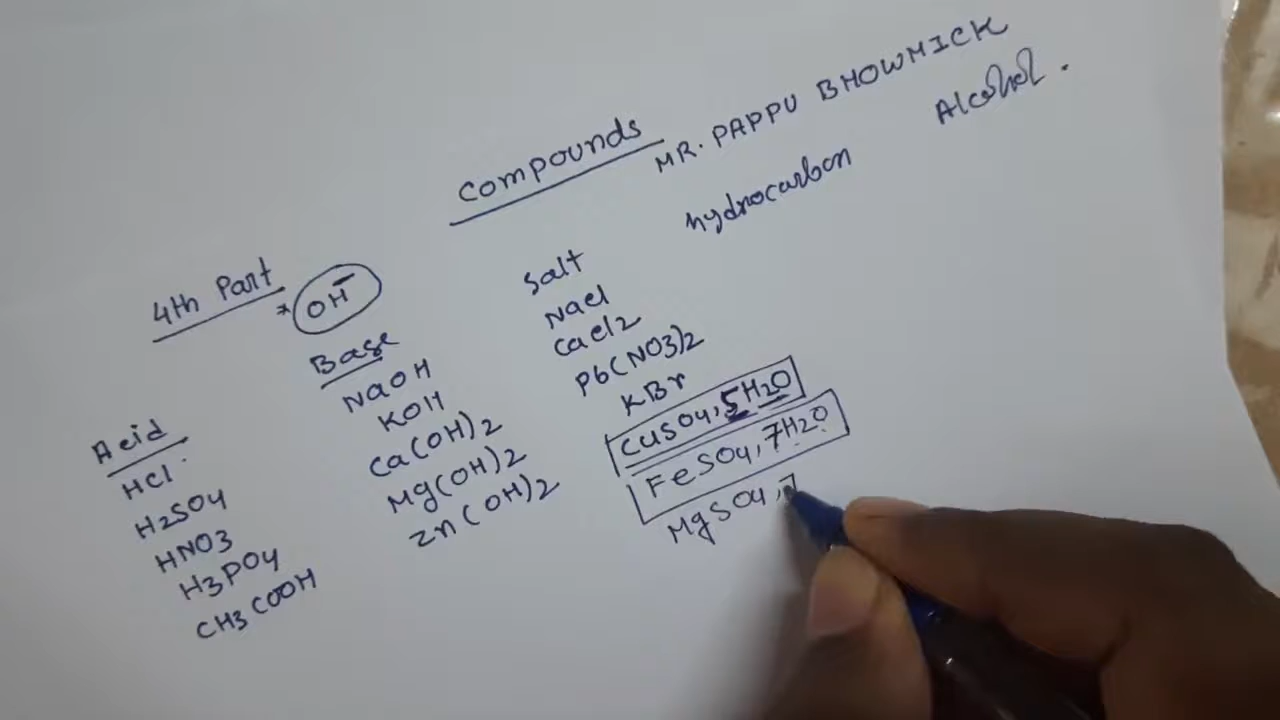 Compounds
MR. PAPPU BHOWMICK
4th Part
* OH⁻
Acid
HCl
H2SO4
HNO3
H3PO4
CH3COOH
Base
NaOH
KOH
Ca(OH)2
Mg(OH)2
Zn(OH)2
Salt
NaCl
CaCl2
Pb(NO3)2
KBr
CuSO4, 5H2O
FeSO4, 7H2O
MgSO4, 7
hydrocarbon
Alcohol.